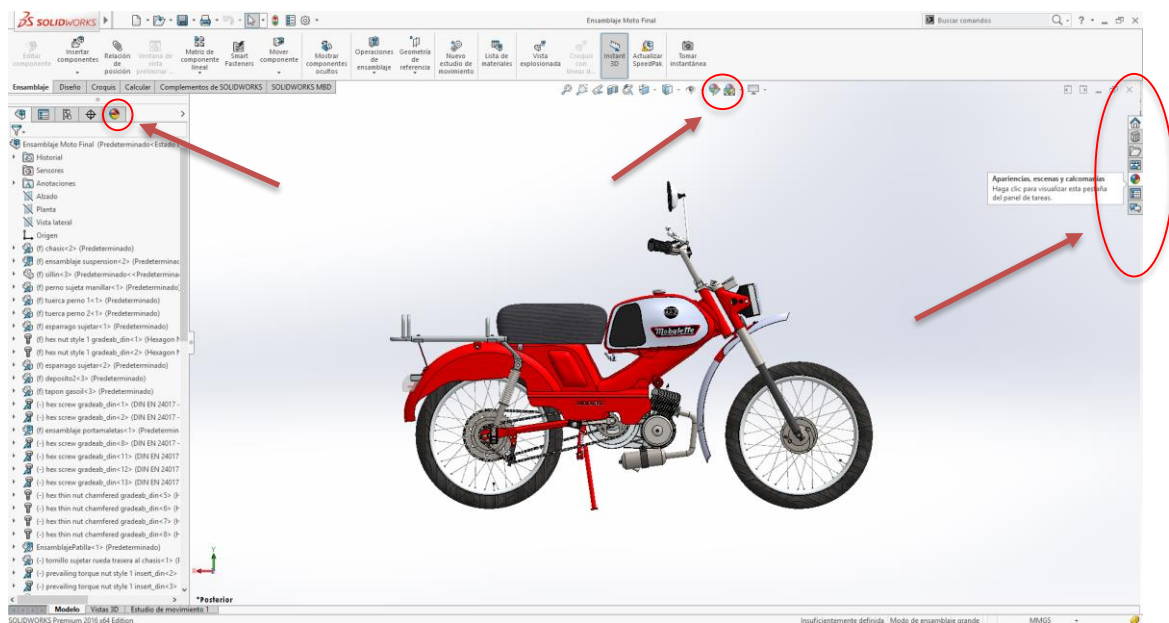 SOLIDWORKS
Ensamblaje Moto Final
Buscar comandos
Editar componente
Insertar componentes
Relación de posición
Ventana de vista preliminar ...
Matriz de componente lineal
Smart Fasteners
Mover componente
Mostrar componentes ocultos
Operaciones de ensamblaje
Geometría de referencia
Nuevo estudio de movimiento
Lista de materiales
Vista explosionada
Croquis con líneas d...
Instant 3D
Actualizar SpeedPak
Tomar instantánea
Ensamblaje Diseño Croquis Calcular Complementos de SOLIDWORKS SOLIDWORKS MBD
Ensamblaje Moto Final (Predeterminado<Estado
Historial
Sensores
Anotaciones
Alzado
Planta
Vista lateral
Origen
(f) chasis<2> (Predeterminado)
(f) ensamblaje suspension<2> (Predeterminac
(f) sillin<3> (Predeterminado<<Predetermina
(f) perno sujeta manillar<1> (Predeterminado)
(f) tuerca perno 1<1> (Predeterminado)
(f) tuerca perno 2<1> (Predeterminado)
(f) esparrago sujetar<1> (Predeterminado)
(f) hex nut style 1 gradeab_din<1> (Hexagon N
(f) hex nut style 1 gradeab_din<2> (Hexagon N
(f) esparrago sujetar<2> (Predeterminado)
(f) deposito2<3> (Predeterminado)
(f) tapon gasoil<3> (Predeterminado)
(-) hex screw gradeab_din<1> (DIN EN 24017 -
(-) hex screw gradeab_din<2> (DIN EN 24017 -
(f) ensamblaje portamaletas<1> (Predetermin
(-) hex screw gradeab_din<8> (DIN EN 24017 -
(-) hex screw gradeab_din<11> (DIN EN 24017
(-) hex screw gradeab_din<12> (DIN EN 24017
(-) hex screw gradeab_din<13> (DIN EN 24017
(-) hex thin nut chamfered gradeab_din<5> (H
(-) hex thin nut chamfered gradeab_din<6> (H
(-) hex thin nut chamfered gradeab_din<7> (H
(-) hex thin nut chamfered gradeab_din<8> (H
EnsamblajePatilla<1> (Predeterminado)
(-) tornillo sujetar rueda trasera al chasis<1> (F
(-) prevailing torque nut style 1 insert_din<2>
(-) prevailing torque nut style 1 insert_din<3>
Apariencias, escenas y calcomanías
Haga clic para visualizar esta pestaña
del panel de tareas.
Mobylette
Y
X
*Posterior
Modelo Vistas 3D Estudio de movimiento 1
SOLIDWORKS Premium 2016 x64 Edition
Insuficientemente definida Modo de ensamblaje grande MMGS